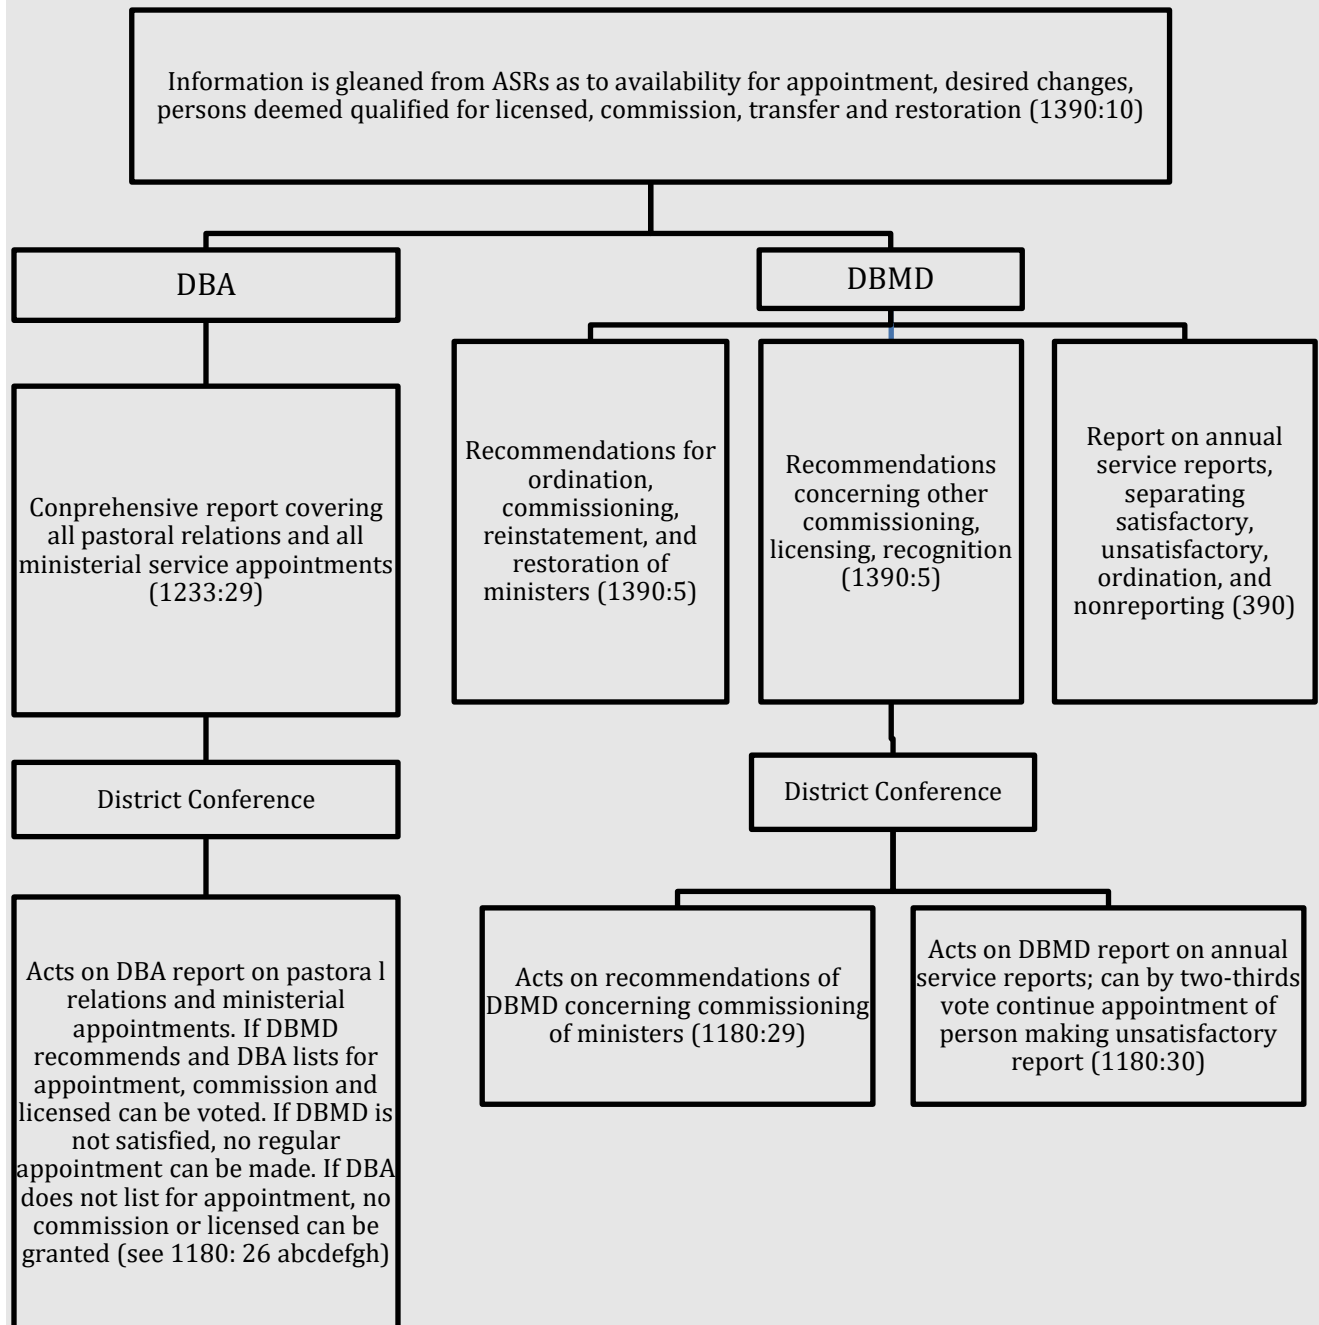 Information is gleaned from ASRs as to availability for appointment, desired changes,
persons deemed qualified for licensed, commission, transfer and restoration (1390:10)
DBA
DBMD
Conprehensive report covering
all pastoral relations and all
ministerial service appointments
(1233:29)
Recommendations for
ordination,
commissioning,
reinstatement, and
restoration of
ministers (1390:5)
Recommendations
concerning other
commissioning,
licensing, recognition
(1390:5)
Report on annual
service reports,
separating
satisfactory,
unsatisfactory,
ordination, and
nonreporting (390)
District Conference
District Conference
Acts on DBA report on pastora l
relations and ministerial
appointments. If DBMD
recommends and DBA lists for
appointment, commission and
licensed can be voted. If DBMD is
not satisfied, no regular
appointment can be made. If DBA
does not list for appointment, no
commission or licensed can be
granted (see 1180: 26 abcdefgh)
Acts on recommendations of
DBMD concerning commissioning
of ministers (1180:29)
Acts on DBMD report on annual
service reports; can by two-thirds
vote continue appointment of
person making unsatisfactory
report (1180:30)